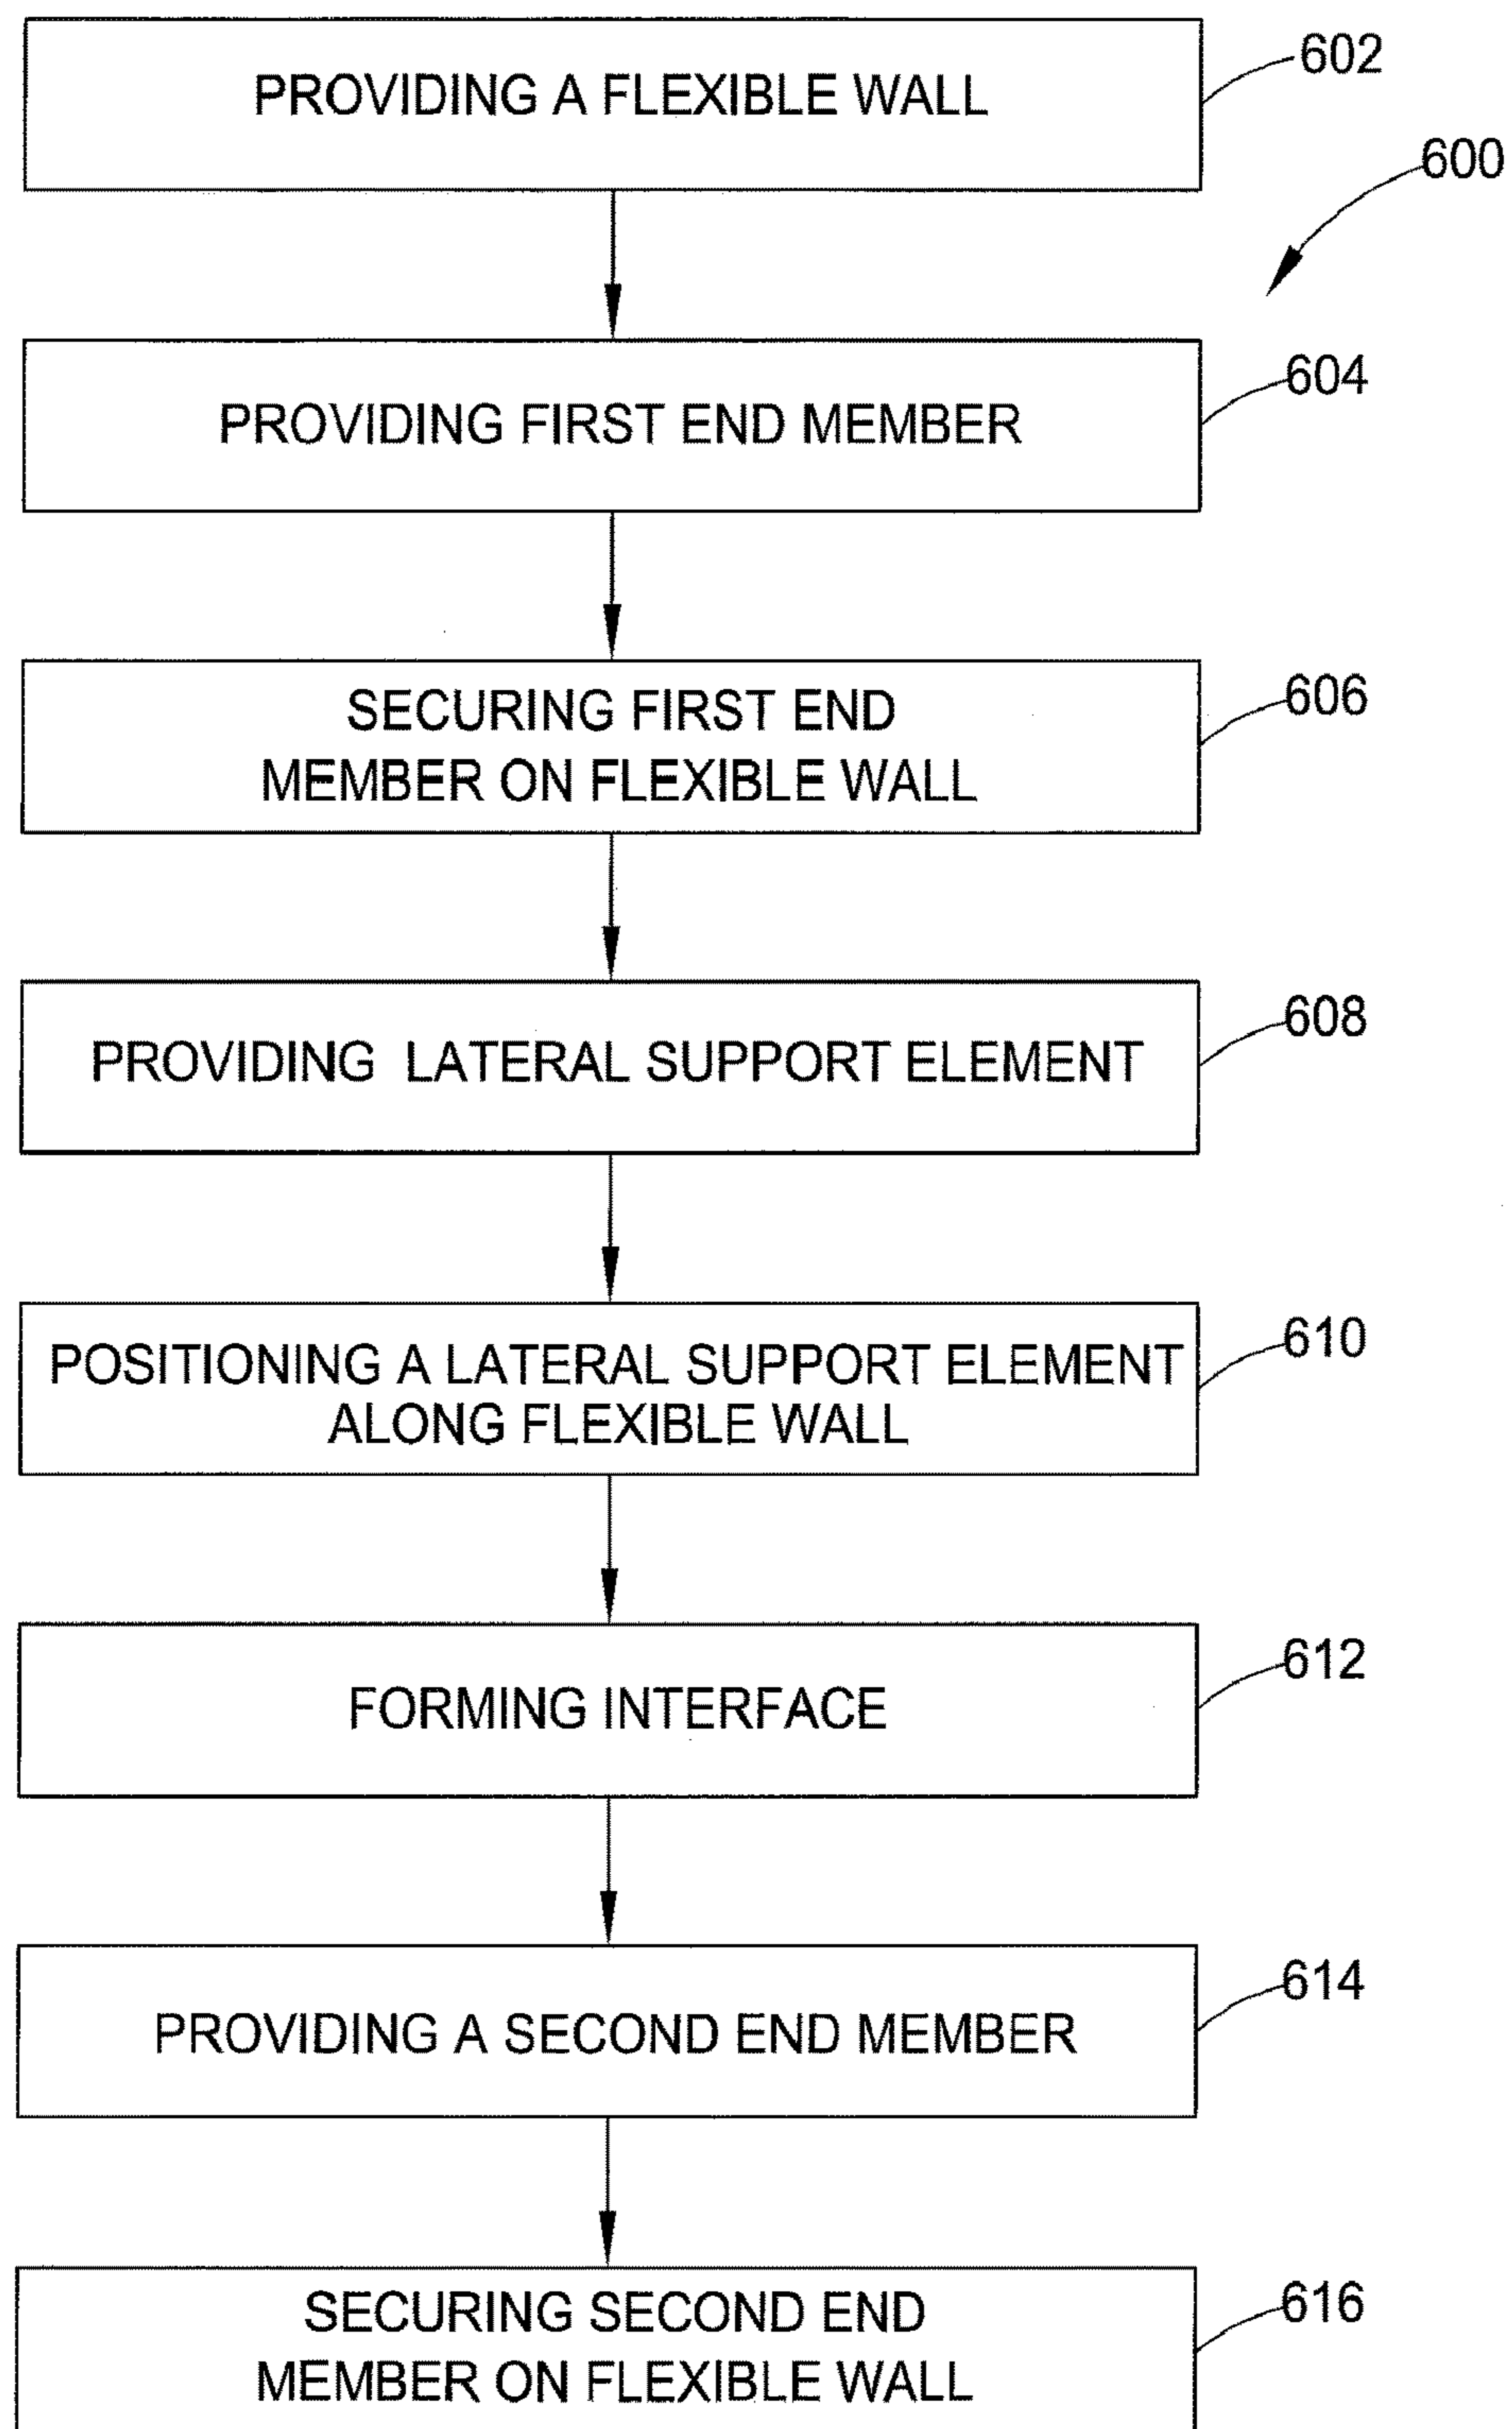 PROVIDING A FLEXIBLE WALL
602
600
PROVIDING FIRST END MEMBER
604
SECURING FIRST END
MEMBER ON FLEXIBLE WALL
606
PROVIDING LATERAL SUPPORT ELEMENT
608
POSITIONING A LATERAL SUPPORT ELEMENT
ALONG FLEXIBLE WALL
610
FORMING INTERFACE
612
PROVIDING A SECOND END MEMBER
614
SECURING SECOND END
MEMBER ON FLEXIBLE WALL
616